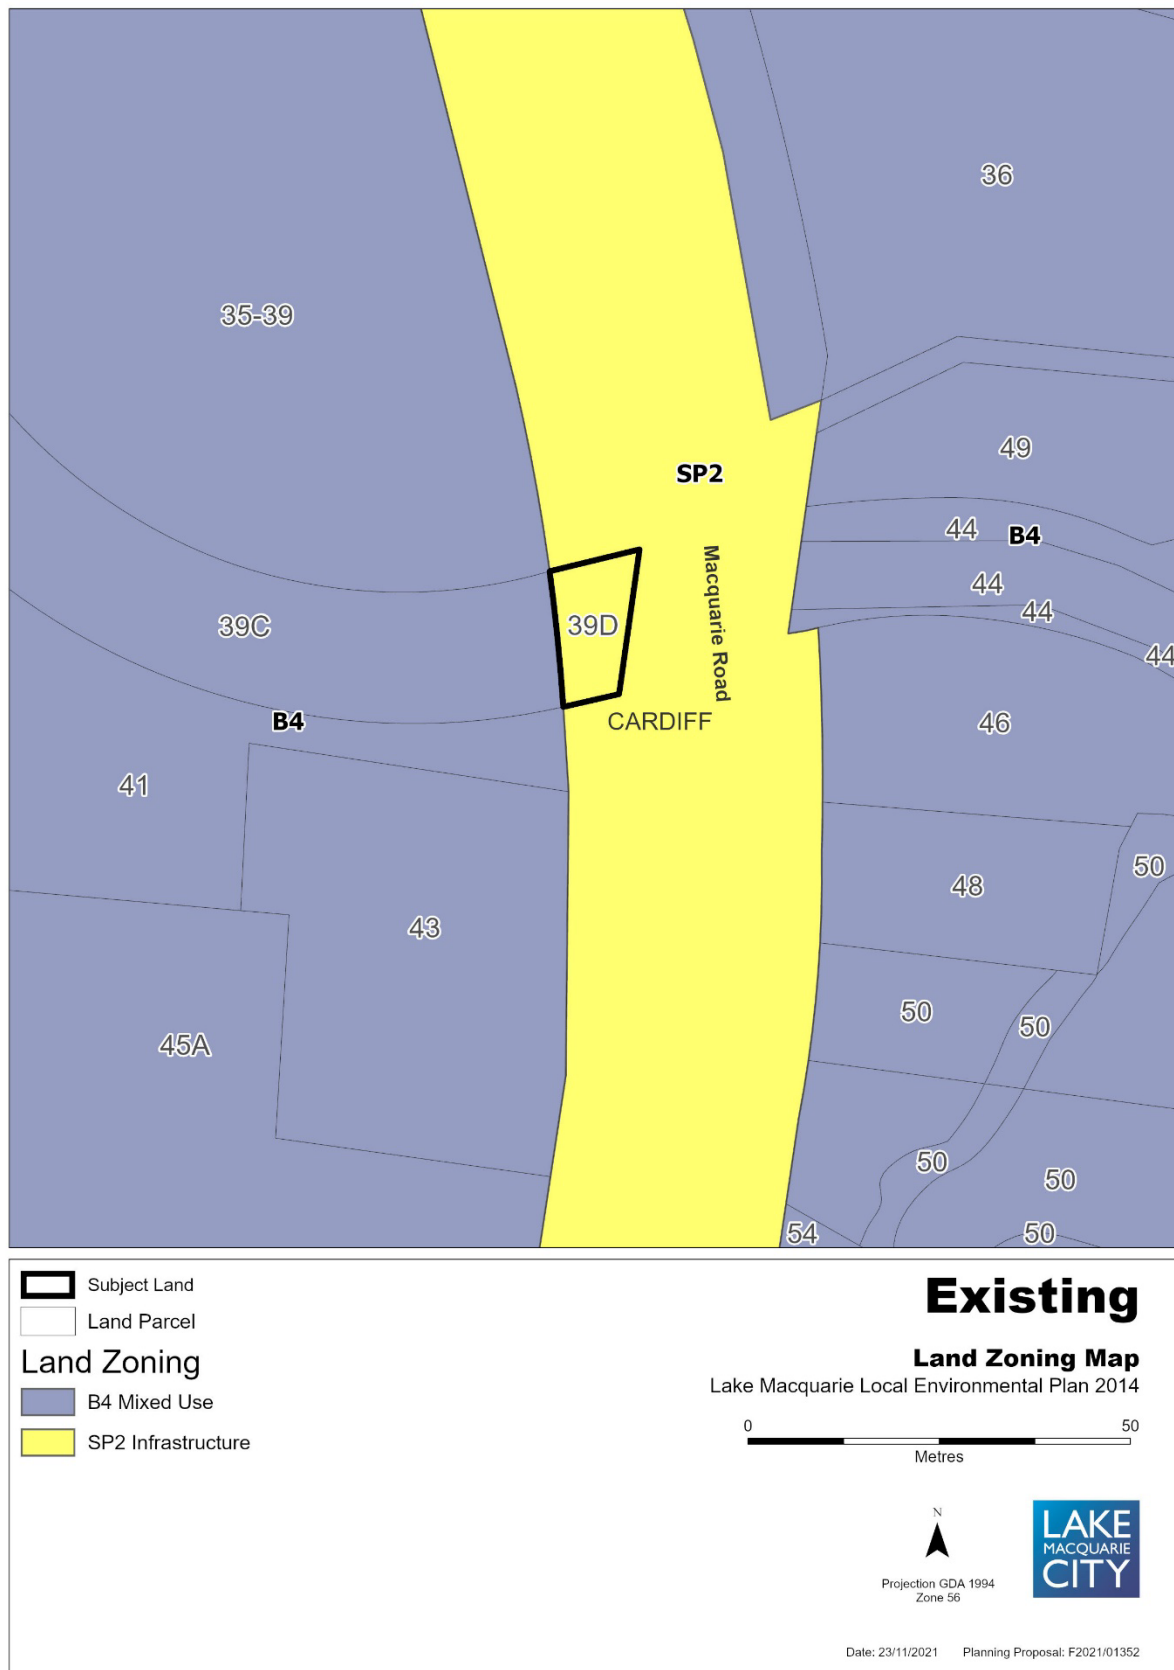 36
35-39
SP2
49
44
B4
44
44
44
Macquarie Road
39C
39D
CARDIFF
B4
46
41
48
50
43
50
50
45A
50
50
54
50
Subject Land
Land Parcel
Land Zoning
B4 Mixed Use
SP2 Infrastructure
Existing
Land Zoning Map
Lake Macquarie Local Environmental Plan 2014
0 50
Metres
N
Projection GDA 1994
Zone 56
LAKE
MACQUARIE
CITY
Date: 23/11/2021 Planning Proposal: F2021/01352